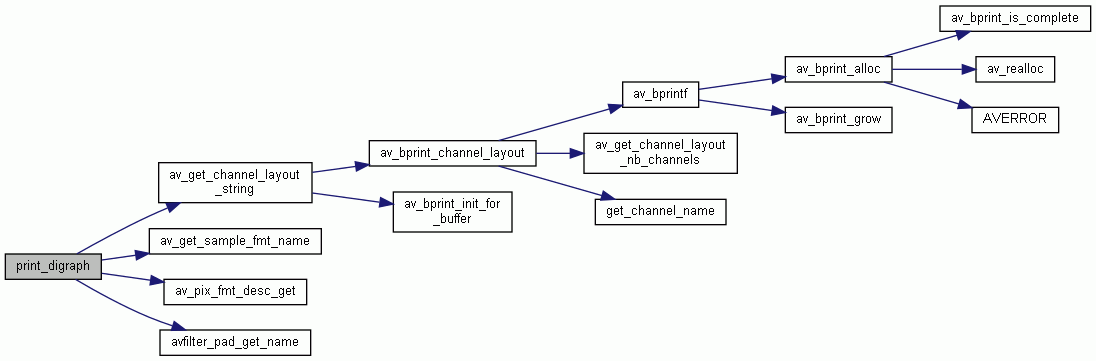 print_digraph
av_get_channel_layout
_string
av_get_sample_fmt_name
av_pix_fmt_desc_get
avfilter_pad_get_name
av_bprint_channel_layout
av_bprint_init_for
_buffer
av_bprintf
av_get_channel_layout
_nb_channels
get_channel_name
av_bprint_alloc
av_bprint_grow
av_bprint_is_complete
av_realloc
AVERROR